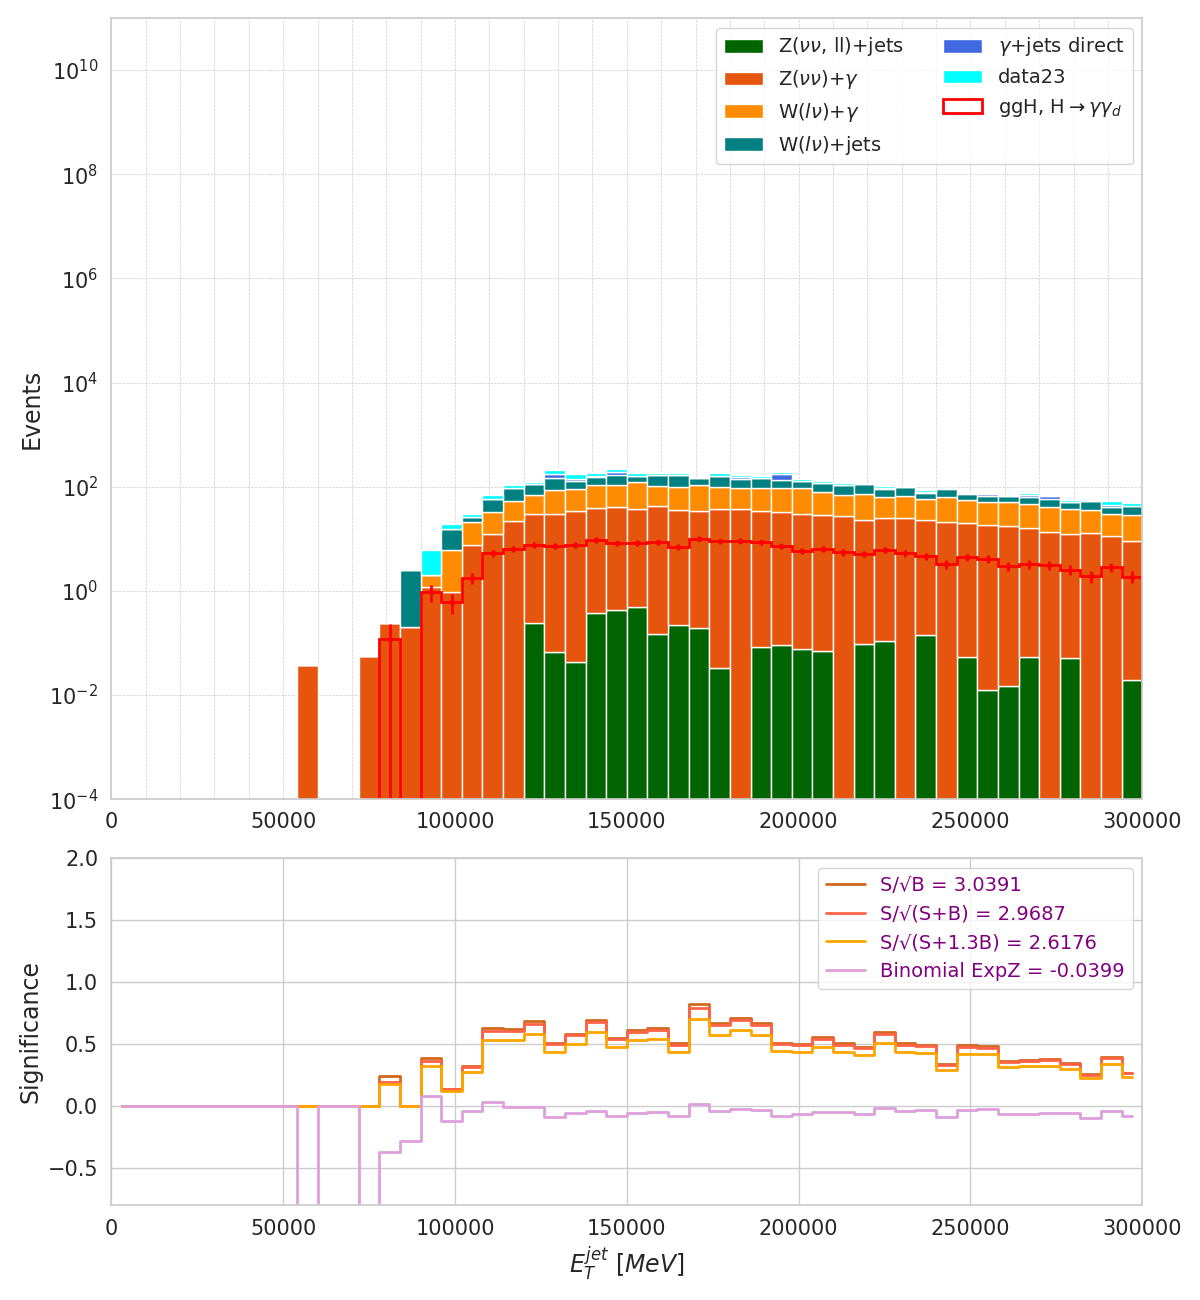 Z(νν, ll)+jets
Z(νν)+γ
W(lν)+γ
W(lν)+jets
γ+jets direct
data23
ggH, H→γγ_d
10^10
10^8
10^6
10^4
10^2
10^0
10^−2
10^−4
Events
0 50000 100000 150000 200000 250000 300000
S/√B = 3.0391
S/√(S+B) = 2.9687
S/√(S+1.3B) = 2.6176
Binomial ExpZ = -0.0399
2.0
1.5
1.0
0.5
0.0
−0.5
Significance
0 50000 100000 150000 200000 250000 300000
E_T^jet [MeV]